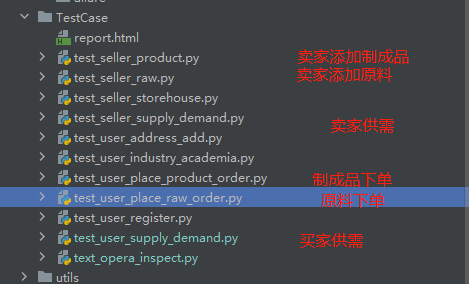 TestCase
report.html
test_seller_product.py 卖家添加制成品
test_seller_raw.py 卖家添加原料
test_seller_storehouse.py
test_seller_supply_demand.py 卖家供需
test_user_address_add.py
test_user_industry_academia.py
test_user_place_product_order.py 制成品下单
test_user_place_raw_order.py 原料下单
test_user_register.py
test_user_supply_demand.py 买家供需
text_opera_inspect.py
utils